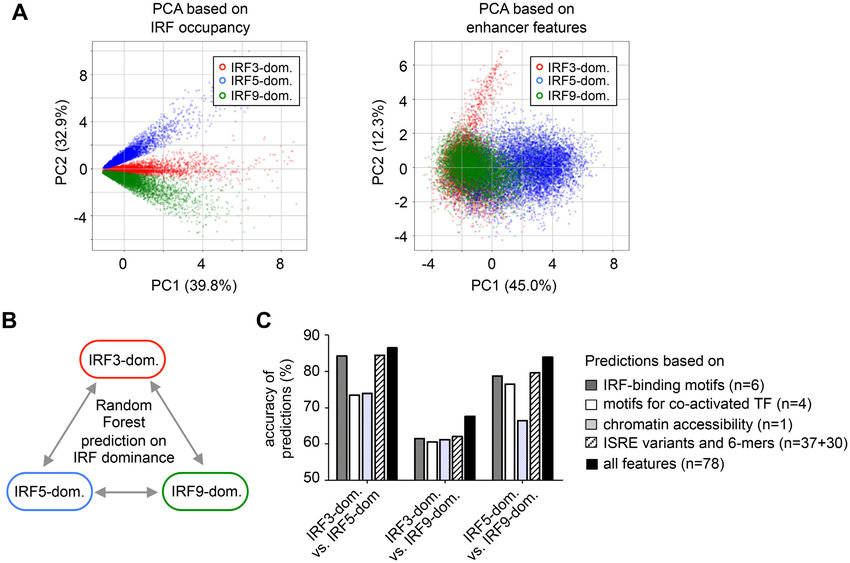 A
PCA based on
IRF occupancy
IRF3-dom.
IRF5-dom.
IRF9-dom.
8
4
0
-4
PC2 (32.9%)
0
4
8
PC1 (39.8%)
PCA based on
enhancer features
IRF3-dom.
IRF5-dom.
IRF9-dom.
6
4
2
0
-2
-4
PC2 (12.3%)
-4
0
4
8
PC1 (45.0%)
B
IRF3-dom.
Random
Forest
prediction on
IRF dominance
IRF5-dom.
IRF9-dom.
C
90
80
70
60
50
accuracy of
predictions (%)
IRF3-dom.
vs. IRF5-dom
IRF3-dom.
vs. IRF9-dom.
IRF5-dom.
vs. IRF9-dom.
Predictions based on
IRF-binding motifs (n=6)
motifs for co-activated TF (n=4)
chromatin accessibility (n=1)
ISRE variants and 6-mers (n=37+30)
all features (n=78)